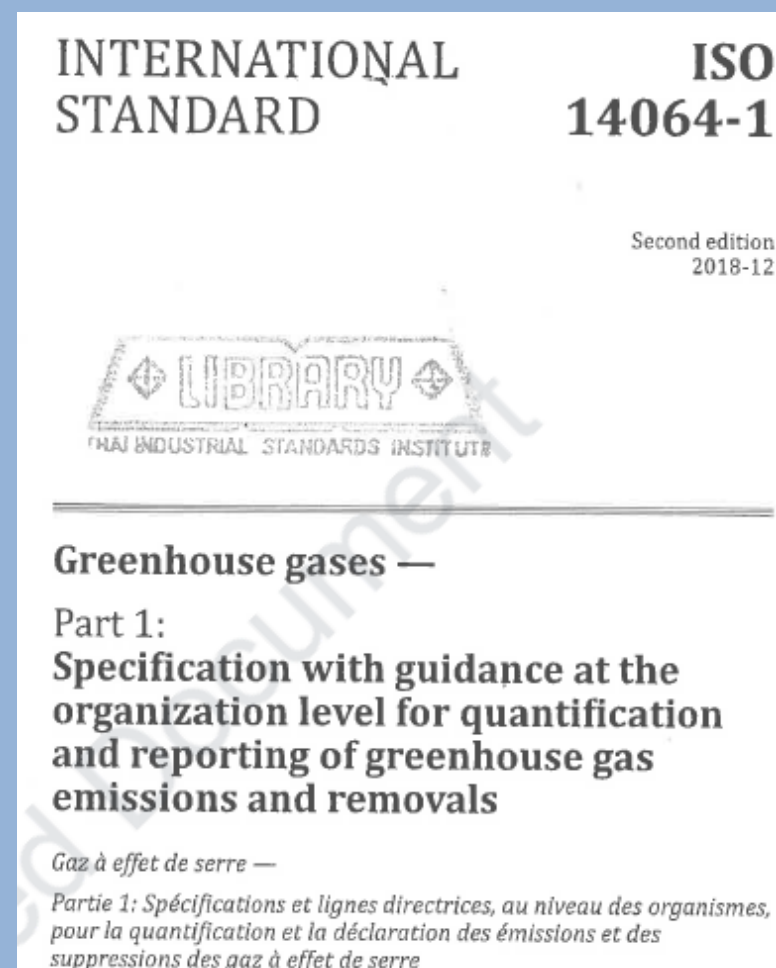 INTERNATIONAL
STANDARD
ISO
14064-1
Second edition
2018-12
LIBRARY
THAI INDUSTRIAL STANDARDS INSTITUTE
Greenhouse gases —
Part 1:
Specification with guidance at the
organization level for quantification
and reporting of greenhouse gas
emissions and removals
Gaz à effet de serre —
Partie 1: Spécifications et lignes directrices, au niveau des organismes,
pour la quantification et la déclaration des émissions et des
suppressions des gaz à effet de serre
ed Document